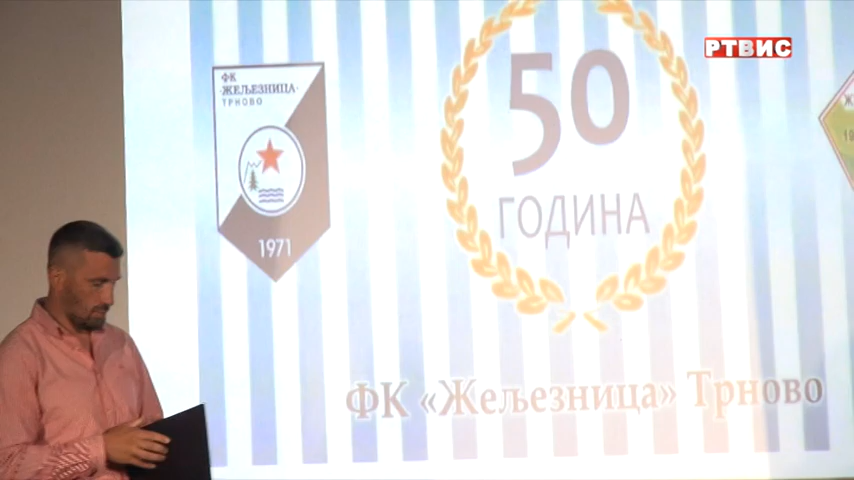 РТВИС
ФК
·ЖЕЉЕЗНИЦА·
ТРНОВО
1971
50
ГОДИНА
ФК «Жељезница» Трново